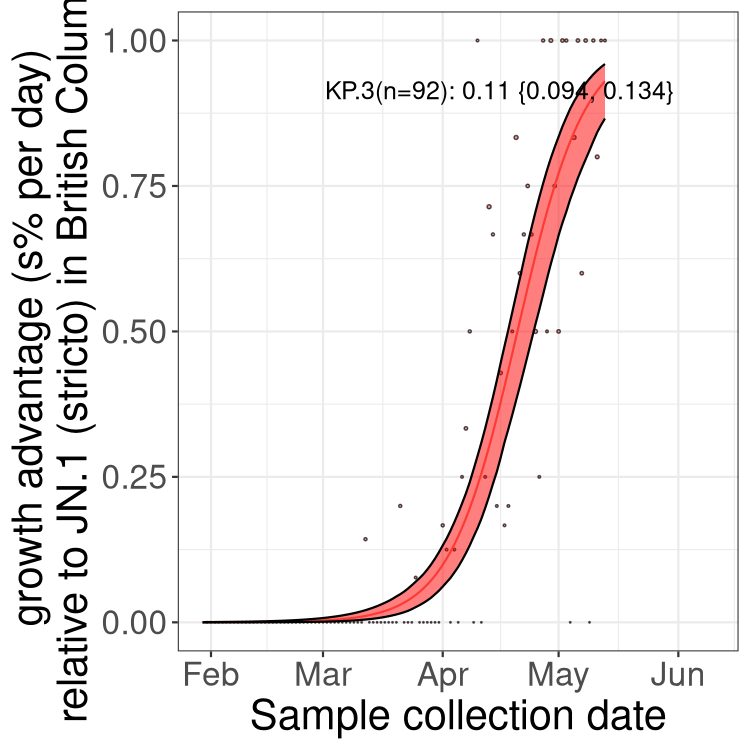 growth advantage (s% per day)
relative to JN.1 (stricto) in British Colum
1.00
0.75
0.50
0.25
0.00
KP.3(n=92): 0.11 {0.094, 0.134}
Feb Mar Apr May Jun
Sample collection date